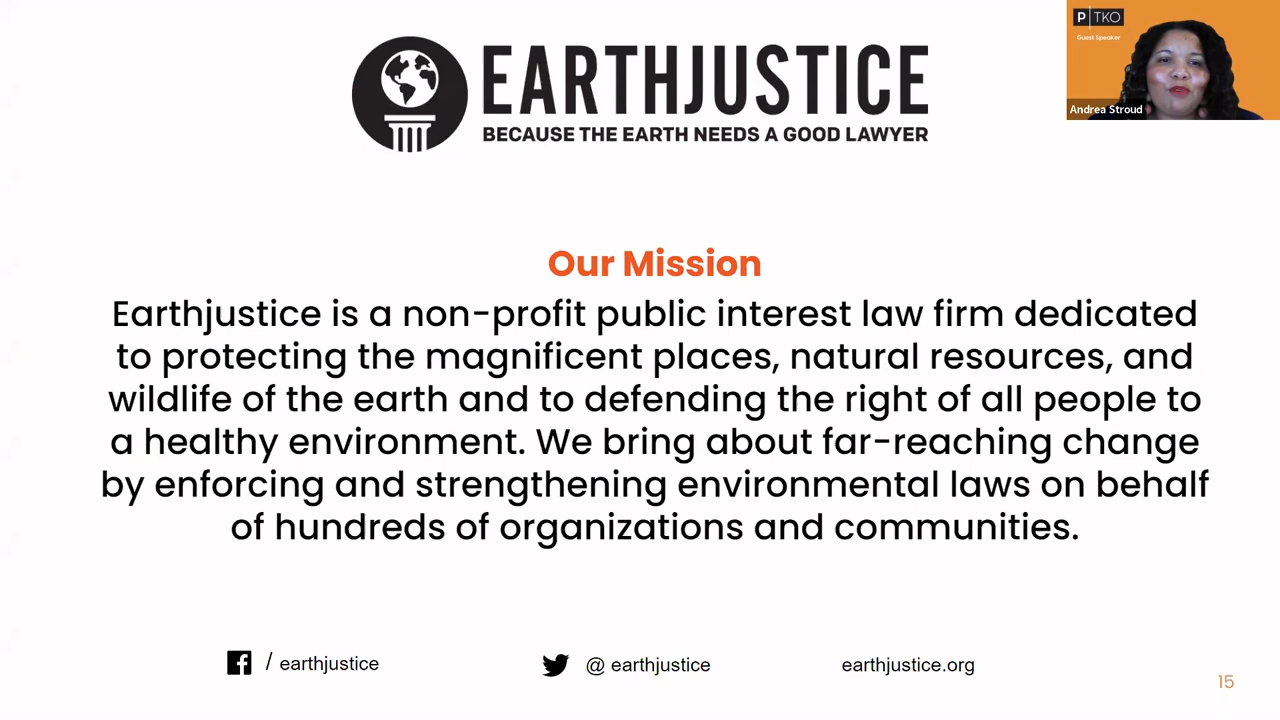 EARTHJUSTICE
BECAUSE THE EARTH NEEDS A GOOD LAWYER
P TKO
Guest Speaker
Andrea Stroud
Our Mission
Earthjustice is a non-profit public interest law firm dedicated
to protecting the magnificent places, natural resources, and
wildlife of the earth and to defending the right of all people to
a healthy environment. We bring about far-reaching change
by enforcing and strengthening environmental laws on behalf
of hundreds of organizations and communities.
/ earthjustice
@ earthjustice
earthjustice.org
15